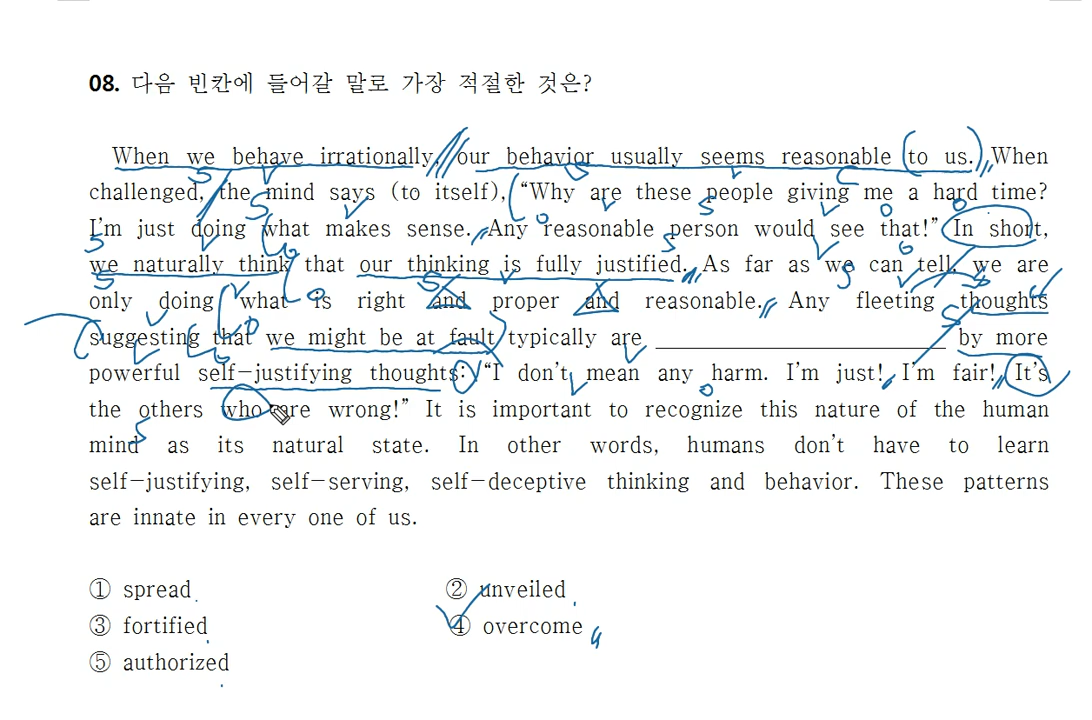 08. 다음 빈칸에 들어갈 말로 가장 적절한 것은?
When we behave irrationally, our behavior usually seems reasonable to us. When
challenged, the mind says (to itself), “Why are these people giving me a hard time?
I’m just doing what makes sense. Any reasonable person would see that!” In short,
we naturally think that our thinking is fully justified. As far as we can tell, we are
only doing what is right and proper and reasonable. Any fleeting thoughts
suggesting that we might be at fault typically are ______________________ by more
powerful self-justifying thoughts: “I don’t mean any harm. I’m just! I’m fair! It’s
the others who are wrong!” It is important to recognize this nature of the human
mind as its natural state. In other words, humans don’t have to learn
self-justifying, self-serving, self-deceptive thinking and behavior. These patterns
are innate in every one of us.
① spread ② unveiled
③ fortified ④ overcome
⑤ authorized